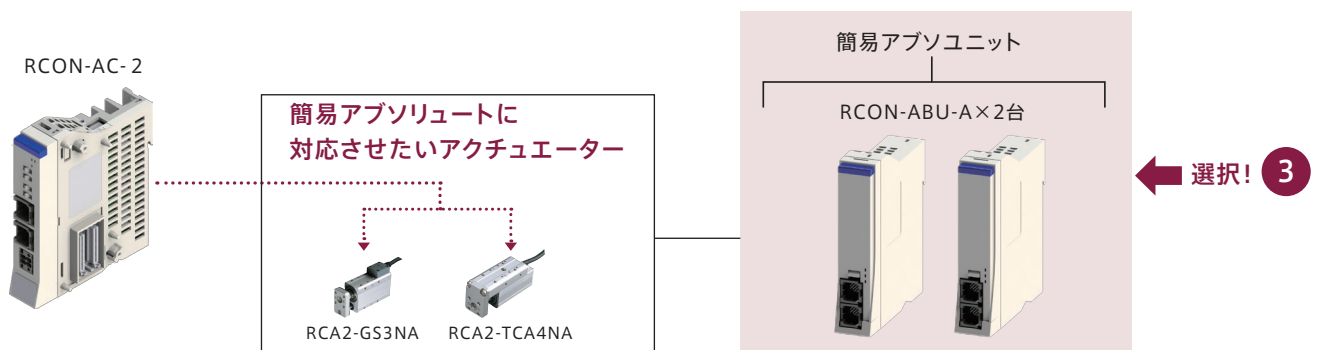 RCON-AC-2
簡易アブソリュートに
対応させたいアクチュエーター
RCA2-GS3NA
RCA2-TCA4NA
簡易アブソユニット
RCON-ABU-A×2台
選択! 3